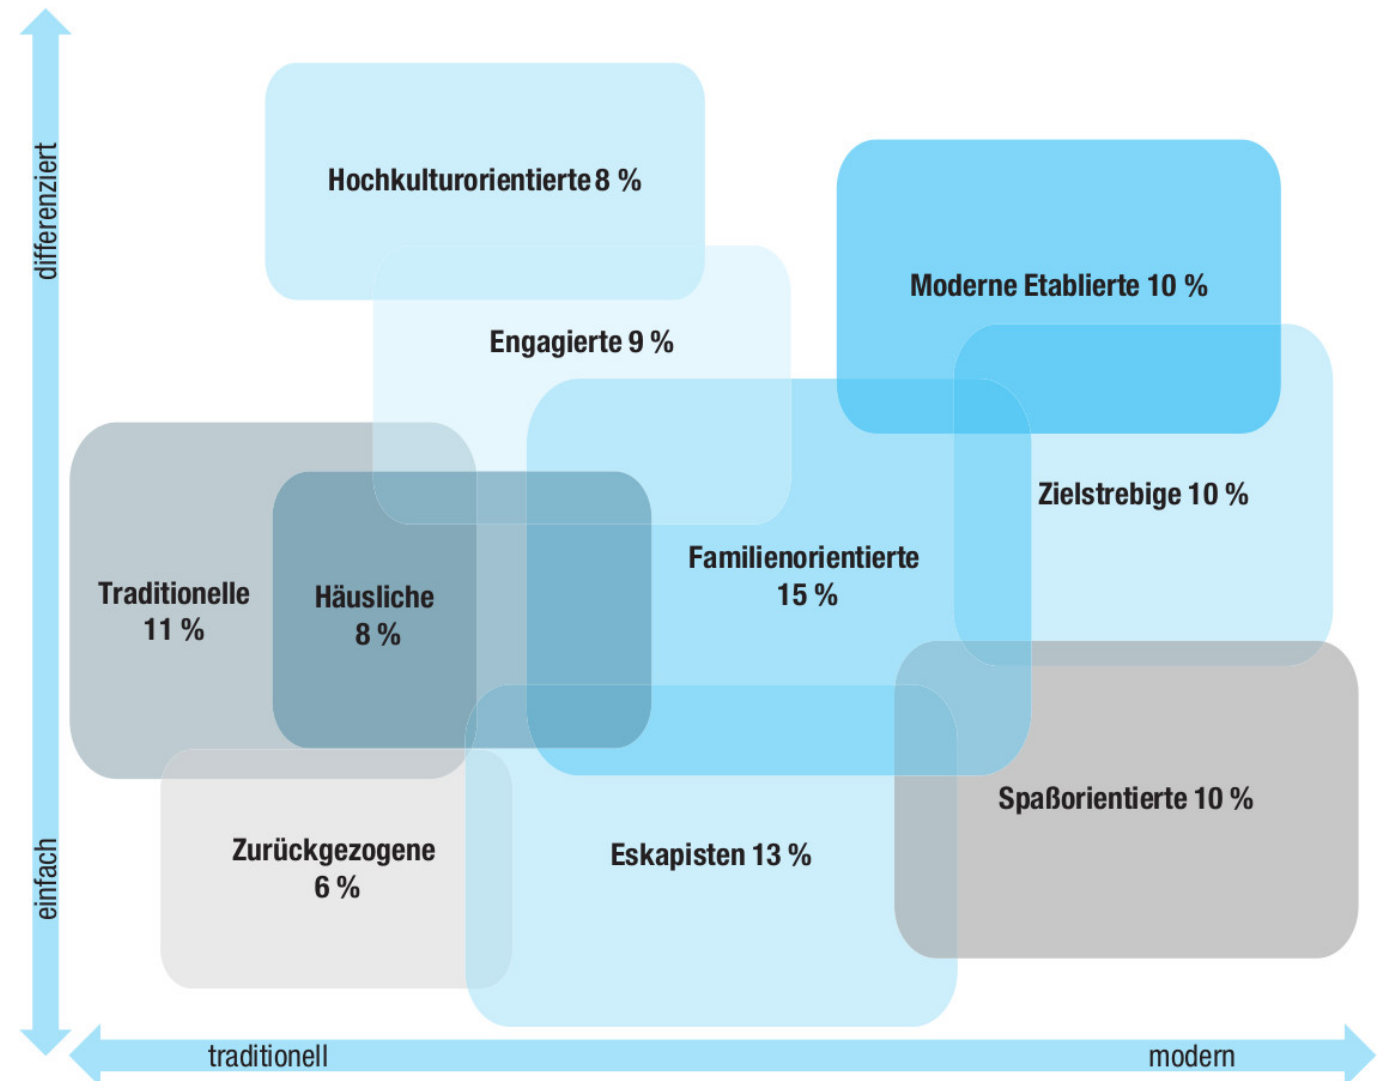 differenziert
Hochkulturorientierte 8 %
Moderne Etablierte 10 %
Engagierte 9 %
Zielstrebige 10 %
Familienorientierte
15 %
Traditionelle
11 %
Häusliche
8 %
Spaßorientierte 10 %
Zurückgezogene
6 %
Eskapisten 13 %
einfach
traditionell
modern